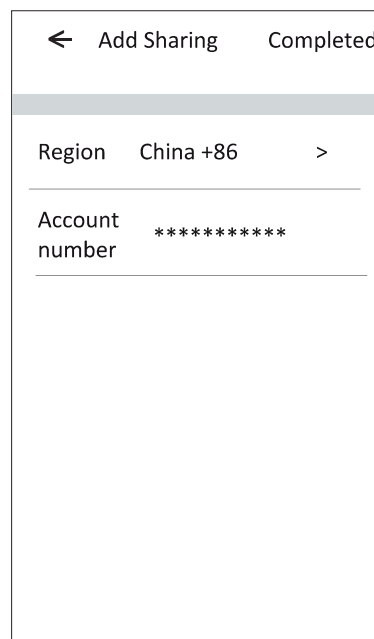 ← Add Sharing Completed
Region China +86 >
Account
number ***********